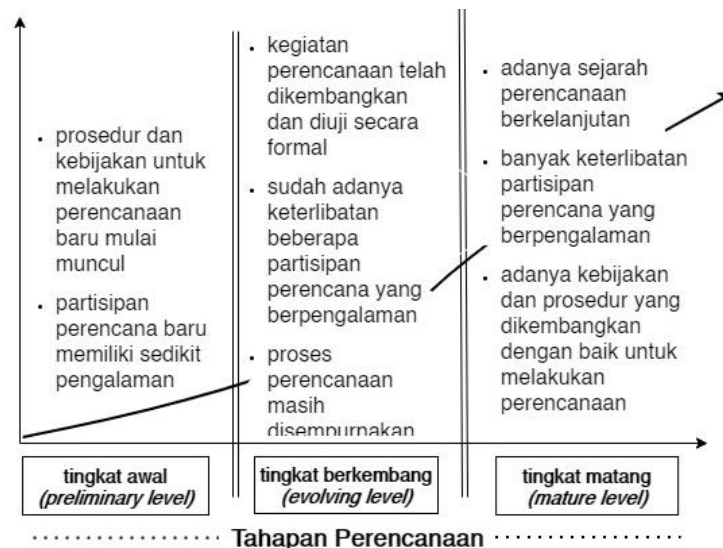 • prosedur dan
kebijakan untuk
melakukan
perencanaan
baru mulai
muncul
• partisipan
perencana baru
memiliki sedikit
pengalaman
• kegiatan
perencanaan telah
dikembangkan
dan diuji secara
formal
• sudah adanya
keterlibatan
beberapa
partisipan
perencana yang
berpengalaman
• proses
perencanaan
masih
disempurnakan
• adanya sejarah
perencanaan
berkelanjutan
• banyak keterlibatan
partisipan
perencana yang
berpengalaman
• adanya kebijakan
dan prosedur yang
dikembangkan
dengan baik untuk
melakukan
perencanaan
tingkat awal
(preliminary level)
tingkat berkembang
(evolving level)
tingkat matang
(mature level)
Tahapan Perencanaan